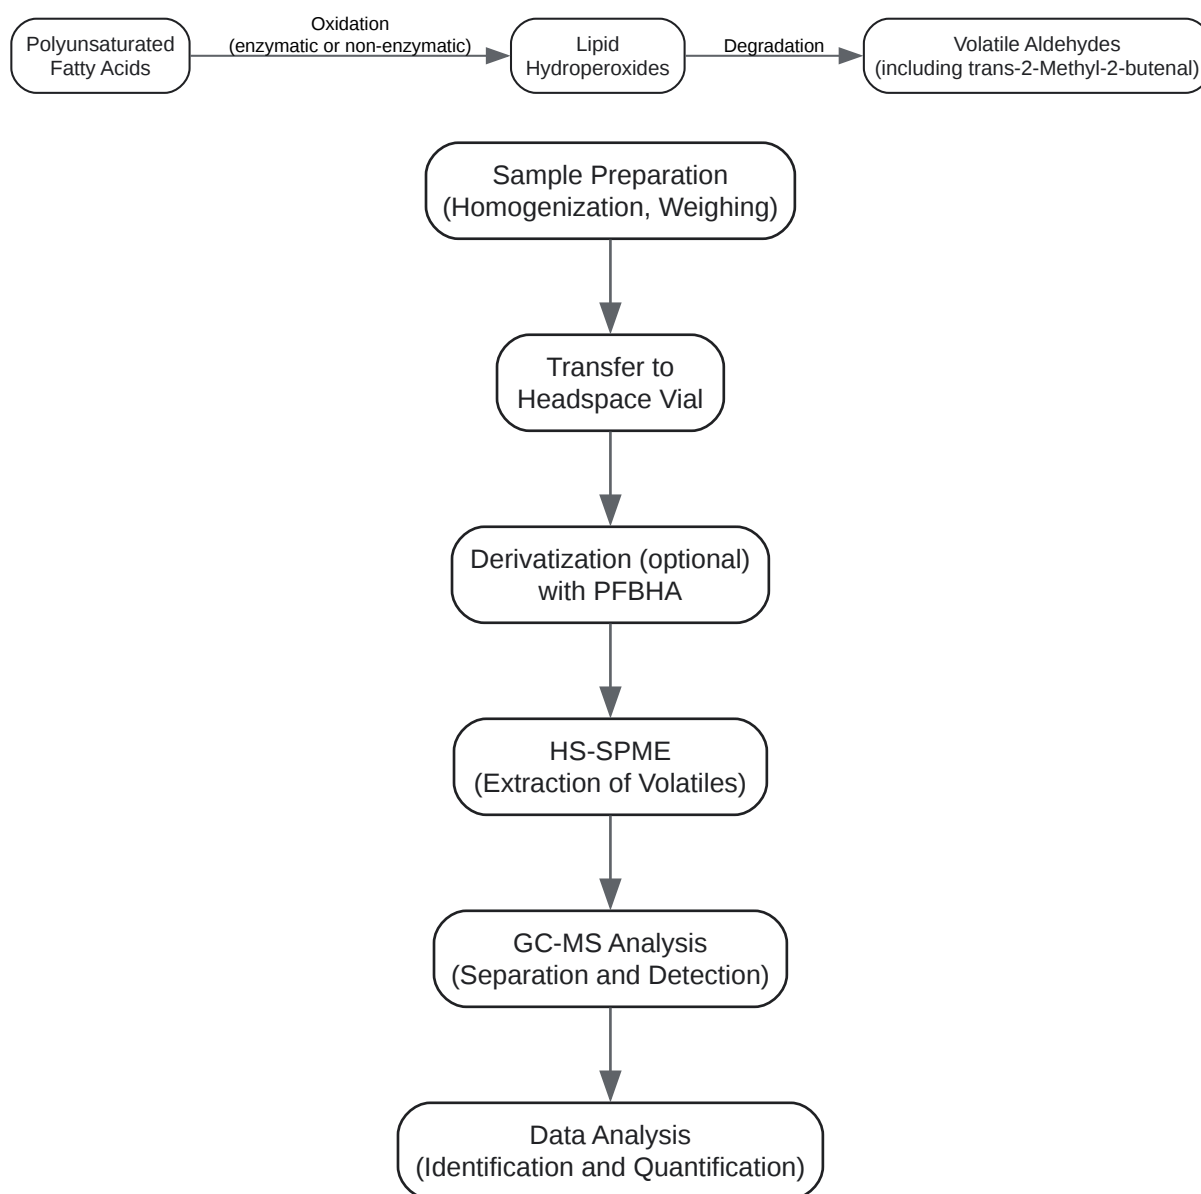 Polyunsaturated
Fatty Acids
Oxidation
(enzymatic or non-enzymatic)
Lipid
Hydroperoxides
Degradation
Volatile Aldehydes
(including trans-2-Methyl-2-butenal)
Sample Preparation
(Homogenization, Weighing)
Transfer to
Headspace Vial
Derivatization (optional)
with PFBHA
HS-SPME
(Extraction of Volatiles)
GC-MS Analysis
(Separation and Detection)
Data Analysis
(Identification and Quantification)